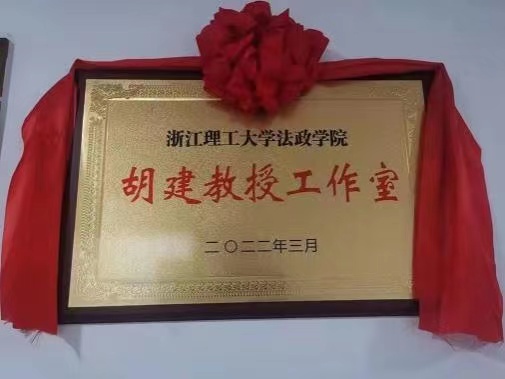 浙江理工大学法政学院
胡建教授工作室
二〇二二年三月